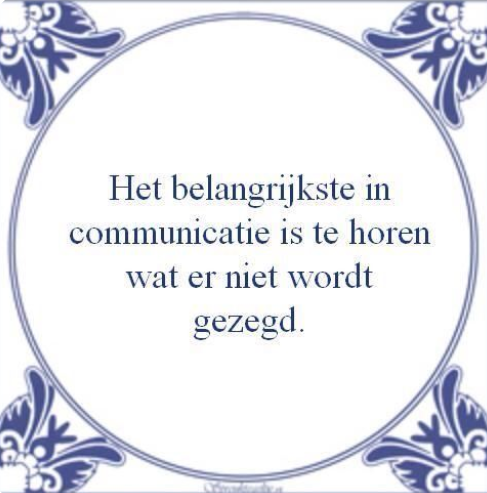 Het belangrijkste in
communicatie is te horen
wat er niet wordt
gezegd.